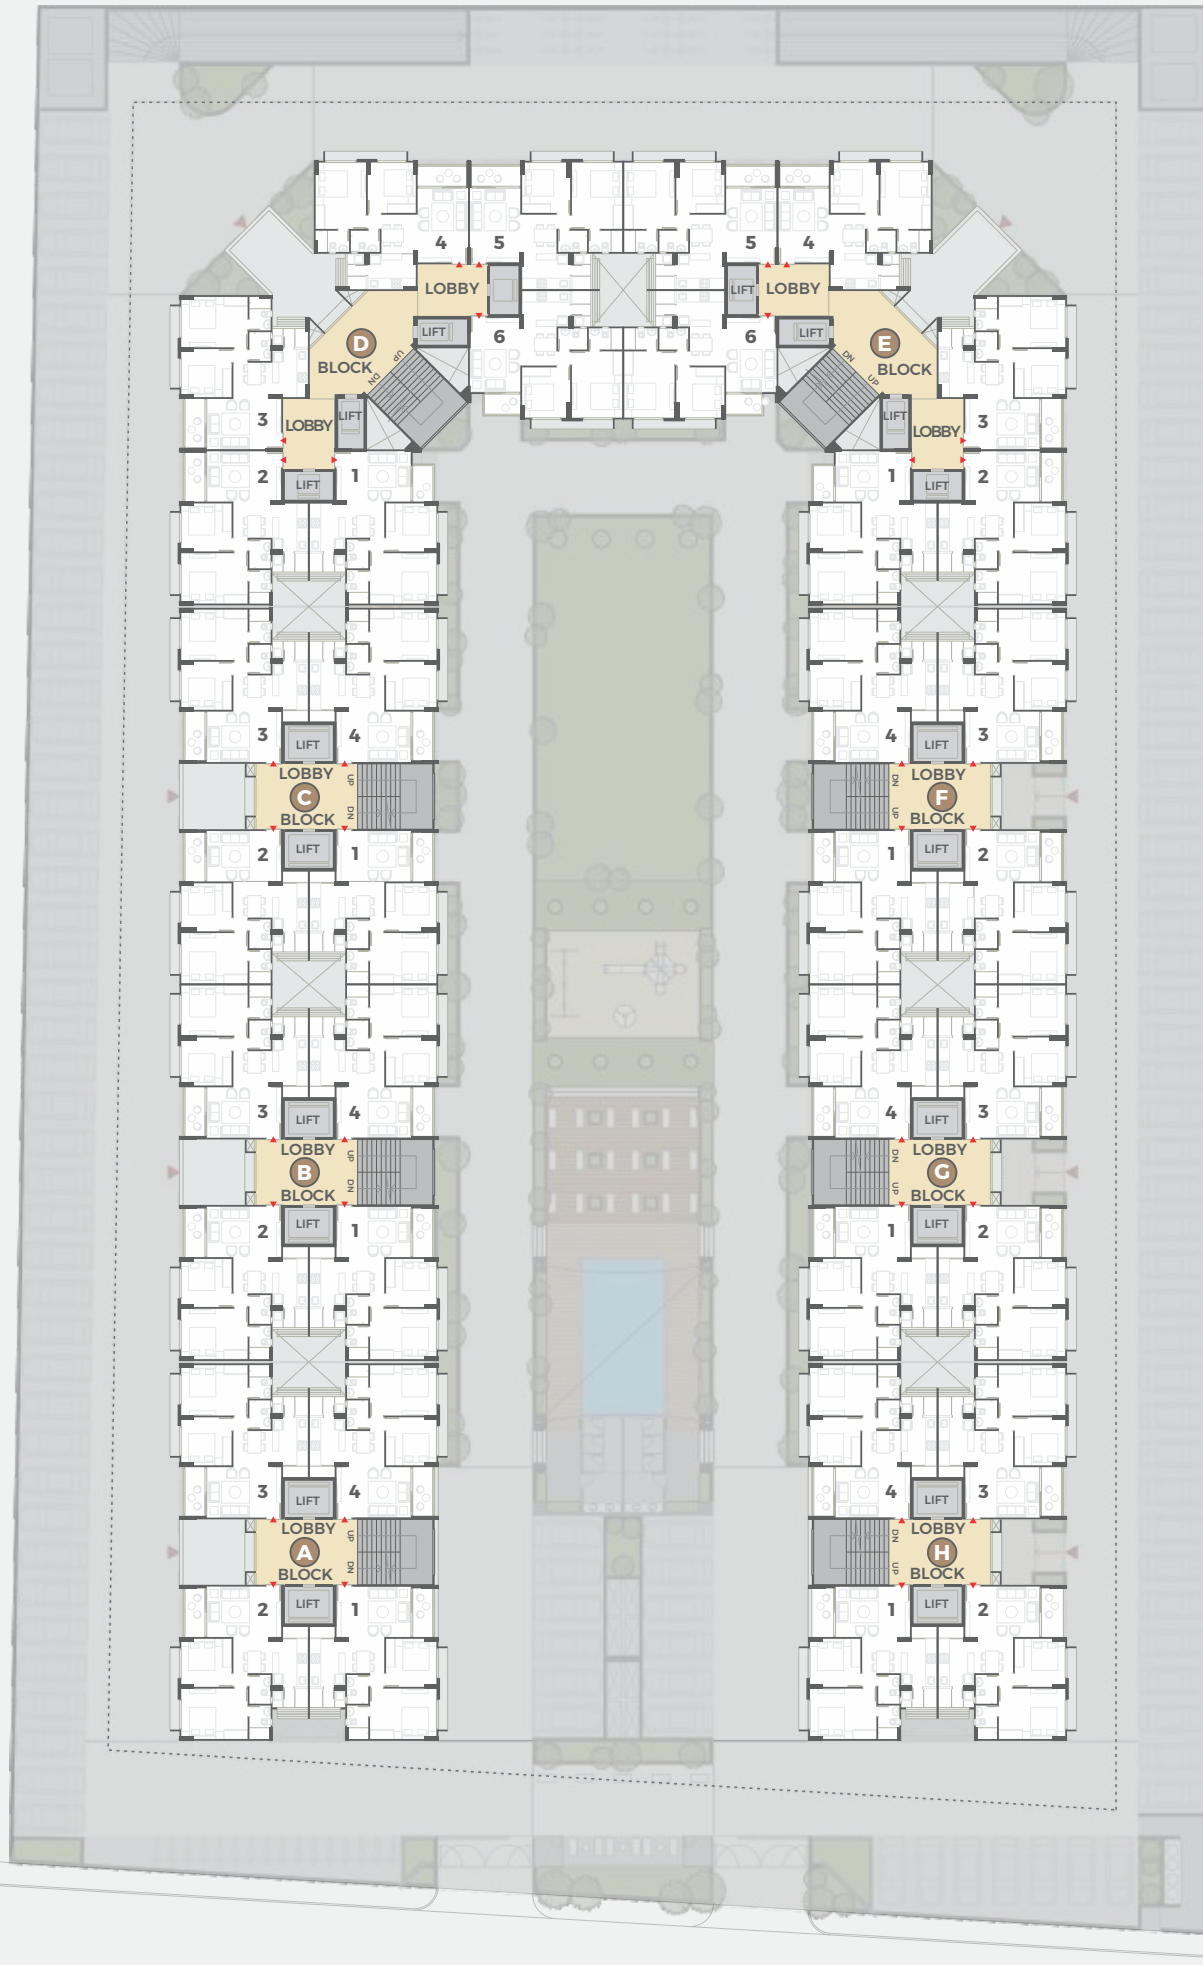 4 5 5 4
LOBBY LIFT LOBBY
LIFT 6 6 LIFT
D E
BLOCK BLOCK
UP DN
DN UP
3 LIFT LIFT 3
LOBBY LOBBY
2 1 1 2
LIFT LIFT
3 4 4 3
LIFT LIFT
LOBBY UP DN LOBBY
C F
BLOCK DN UP BLOCK
2 LIFT 1 1 LIFT 2
3 LIFT 4 4 LIFT 3
LOBBY UP DN LOBBY
B G
BLOCK DN UP BLOCK
2 LIFT 1 1 LIFT 2
3 LIFT 4 4 LIFT 3
LOBBY UP DN LOBBY
A H
BLOCK DN UP BLOCK
2 LIFT 1 1 LIFT 2